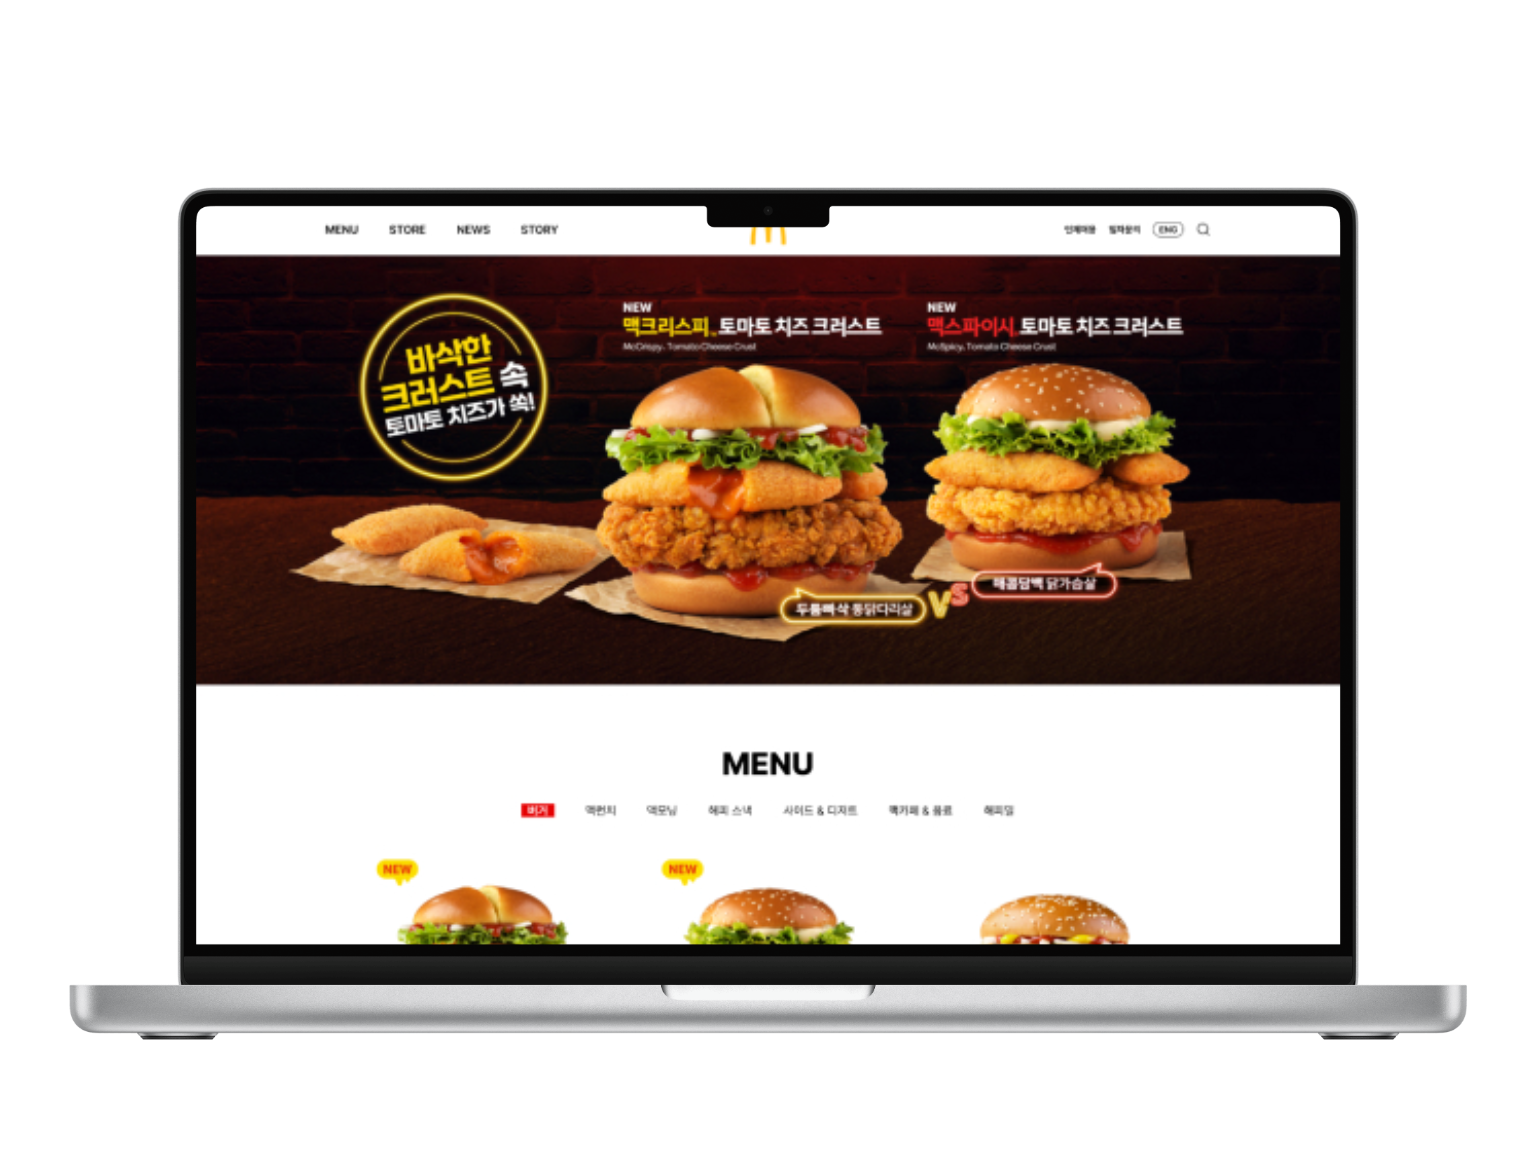 MENU STORE NEWS STORY
인재채용 임차문의 ENG
바삭한
크러스트 속
토마토 치즈가 쏙!
NEW
맥크리스피 토마토 치즈 크러스트
McCrispy Tomato Cheese Crust
NEW
맥스파이시 토마토 치즈 크러스트
McSpicy Tomato Cheese Crust
두툼빠삭 통닭다리살
VS
매콤담백 닭가슴살
MENU
버거 맥런치 맥모닝 해피 스낵 사이드 & 디저트 맥카페 & 음료 해피밀
NEW
NEW